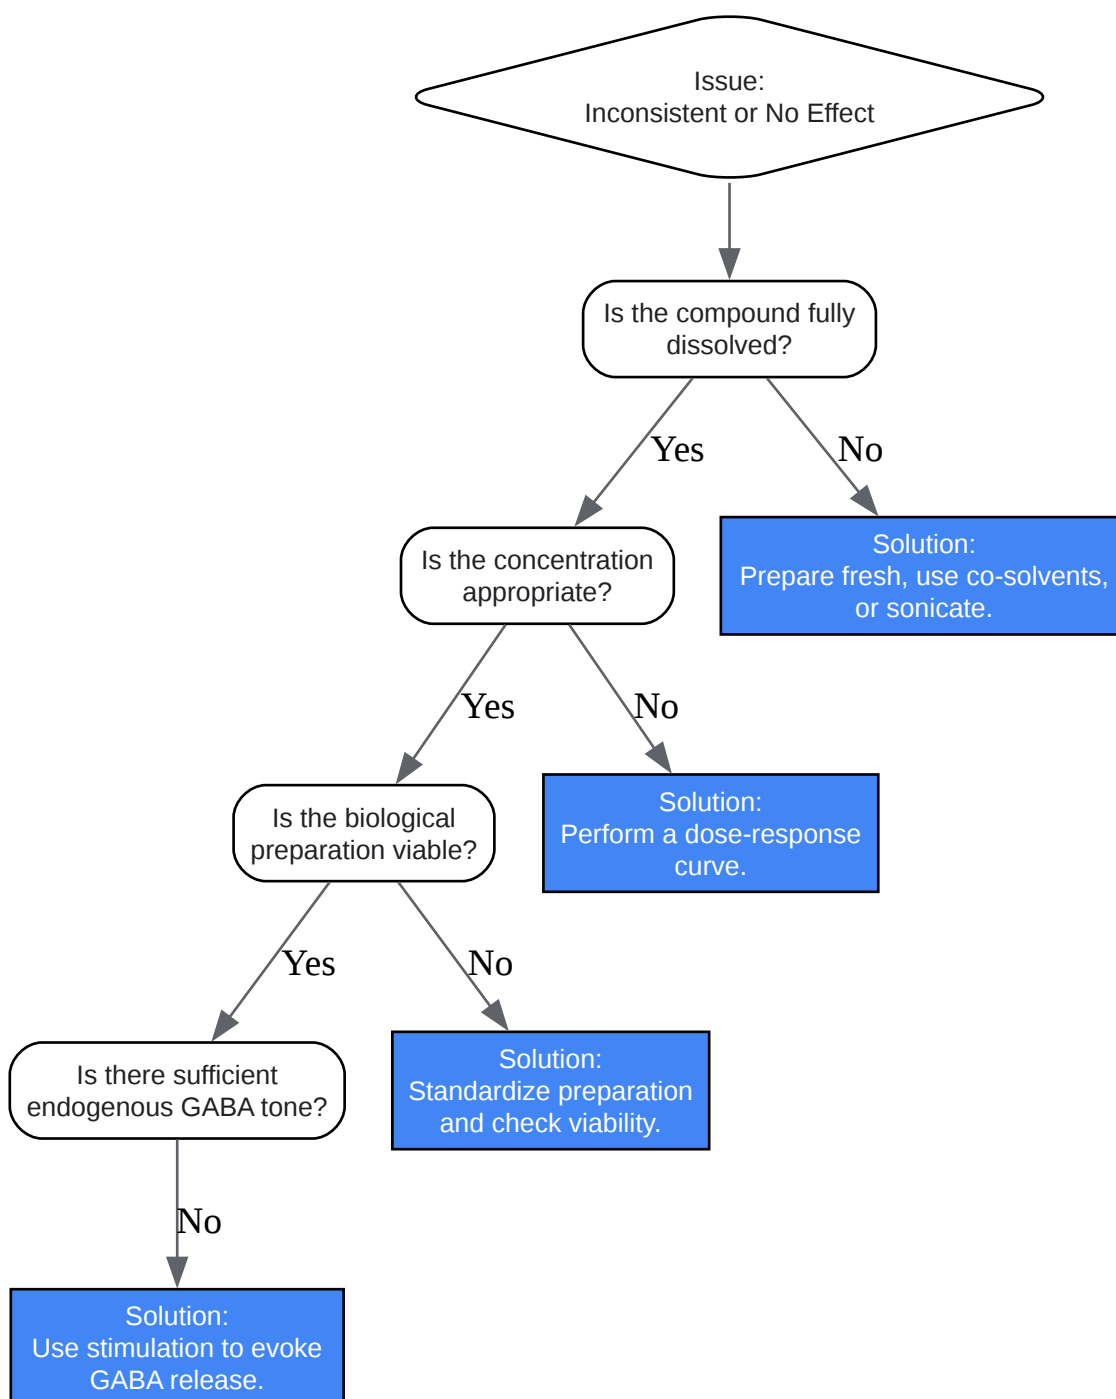 Issue:
Inconsistent or No Effect
Is the compound fully
dissolved?
Yes
No
Is the concentration
appropriate?
Solution:
Prepare fresh, use co-solvents,
or sonicate.
Yes
No
Is the biological
preparation viable?
Solution:
Perform a dose-response
curve.
Yes
No
Is there sufficient
endogenous GABA tone?
Solution:
Standardize preparation
and check viability.
No
Solution:
Use stimulation to evoke
GABA release.